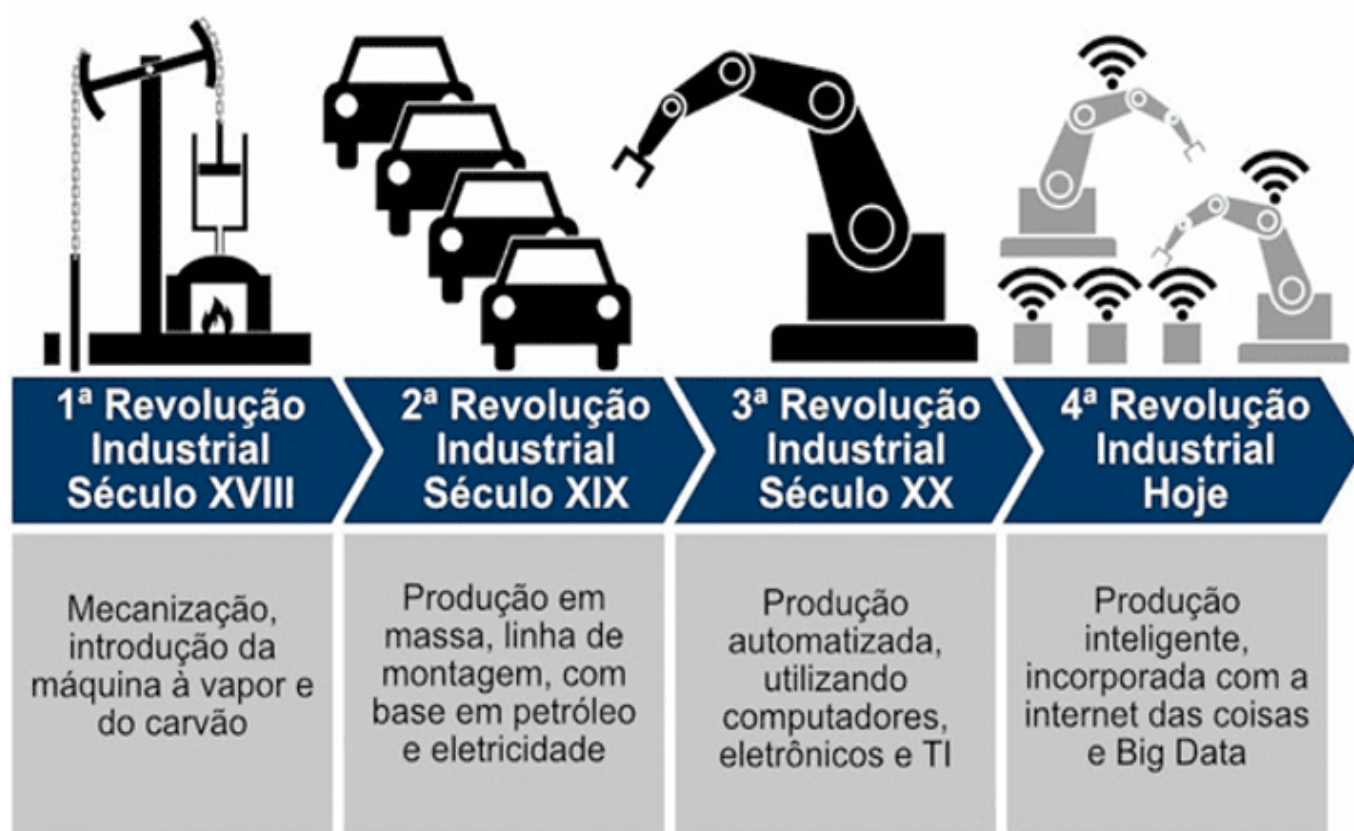 1ª Revolução
Industrial
Século XVIII
2ª Revolução
Industrial
Século XIX
3ª Revolução
Industrial
Século XX
4ª Revolução
Industrial
Hoje
Mecanização,
introdução da
máquina à vapor e
do carvão
Produção em
massa, linha de
montagem, com
base em petróleo
e eletricidade
Produção
automatizada,
utilizando
computadores,
eletrônicos e TI
Produção
inteligente,
incorporada com a
internet das coisas
e Big Data